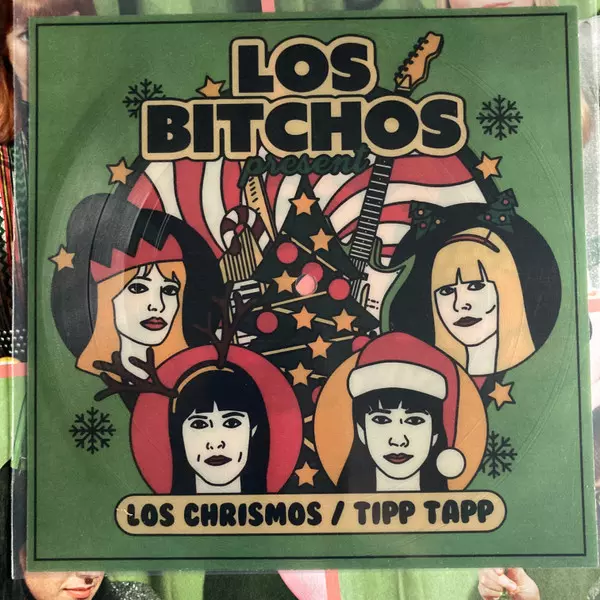 LOS
BITCHOS
present
LOS CHRISMOS / TIPP TAPP